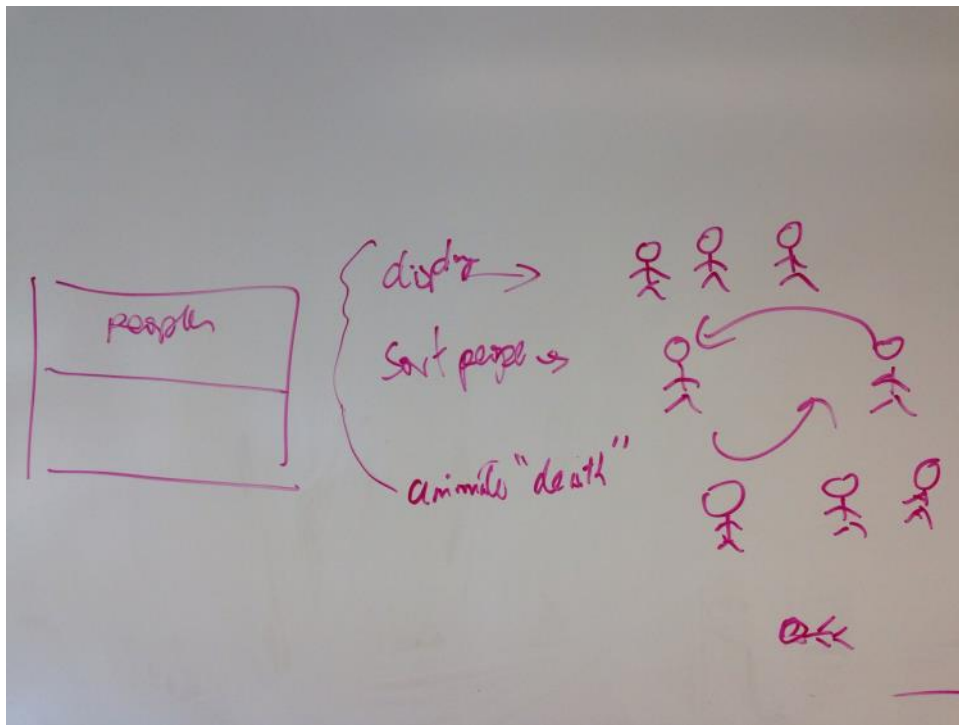 people
display →
sort people →
animate "death"